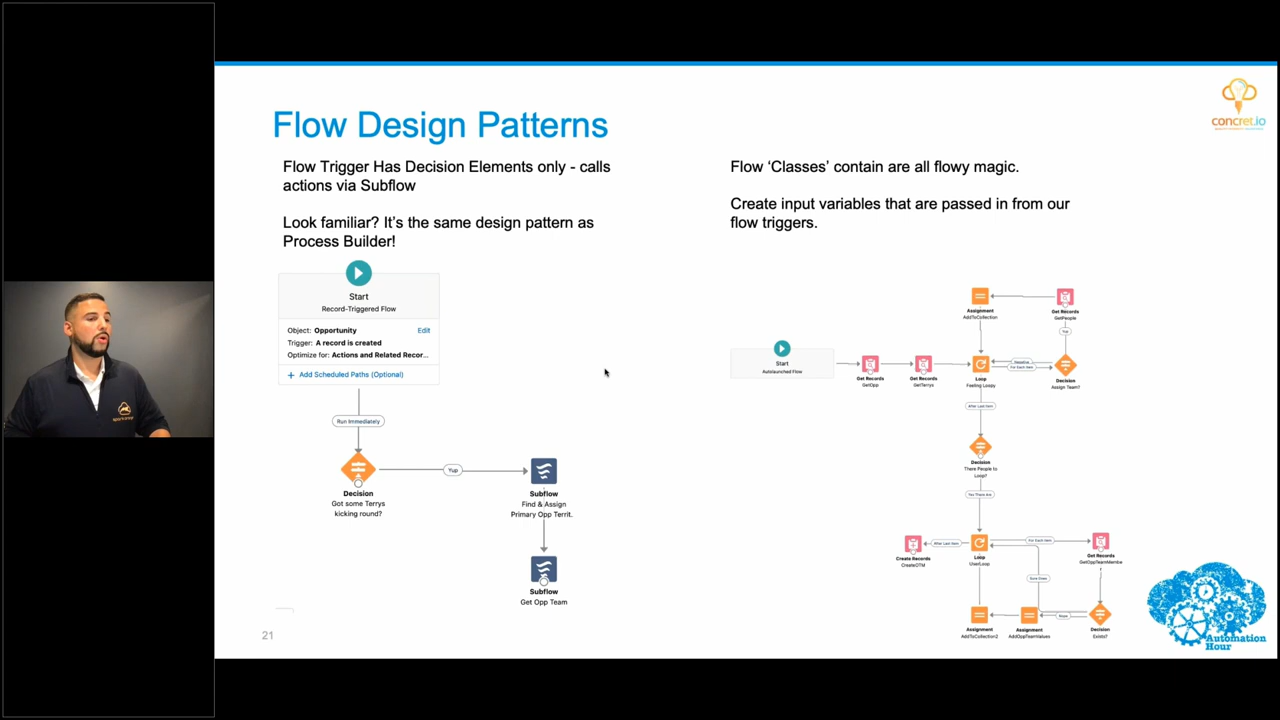 concret.io
Flow Design Patterns
Flow Trigger Has Decision Elements only - calls
actions via Subflow
Look familiar? It's the same design pattern as
Process Builder!
Start
Record-Triggered Flow
Object: Opportunity
Edit
Trigger: A record is created
Optimize for: Actions and Related Recor...
+ Add Scheduled Paths (Optional)
Run Immediately
Decision
Got some Terrys
kicking round?
Yup
Subflow
Find & Assign
Primary Opp Territ.
Subflow
Get Opp Team
Flow ‘Classes’ contain are all flowy magic.
Create input variables that are passed in from our
flow triggers.
Assignment
AddToCollection
Get Records
GetPeople
Yup
Start
Autolaunched Flow
Get Records
GetOpp
Get Records
GetTerrys
Loop
Feeling Loopy
For Each Item
Decision
Assign Team?
After Last Item
Decision
There People to
Loop?
Yes There Are
Create Records
CreateOTM
After Last Item
Loop
UserLoop
For Each Item
Get Records
GetOppTeamMembe
Sure Does
Assignment
AddToCollection2
Assignment
AddOppTeamValues
Nope
Decision
Exists?
21
Automation
Hour